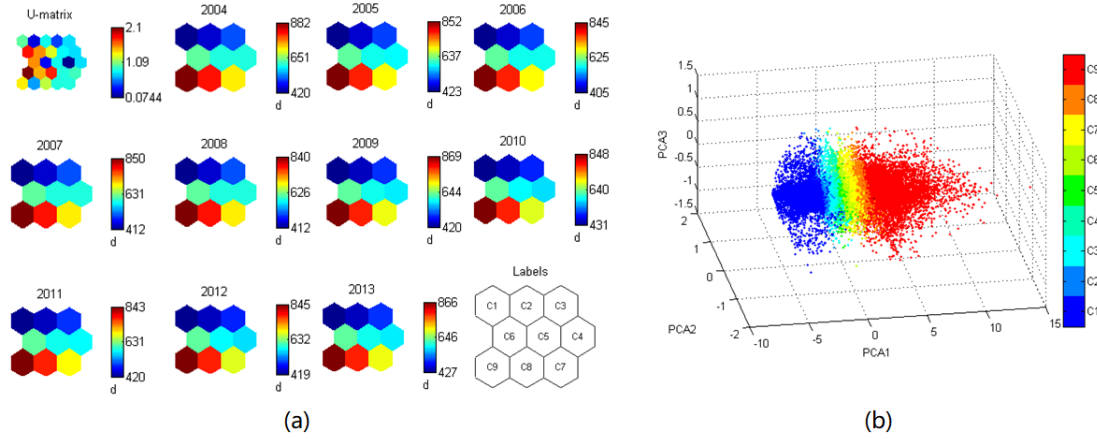 U-matrix
2.1
1.09
0.0744
2004
882
651
420
d
2005
852
637
423
d
2006
845
625
405
d
2007
850
631
412
d
2008
840
626
412
d
2009
869
644
420
d
2010
848
640
431
d
2011
843
631
420
d
2012
845
632
419
d
2013
866
646
427
d
Labels
C1 C2 C3
C6 C5 C4
C9 C8 C7
(a)
PCA3
1.5
1
0.5
0
-0.5
-1
-1.5
2
1
0
-1
-2
PCA2
-10
-5
0
5
10
15
PCA1
C9
C8
C7
C6
C5
C4
C3
C2
C1
(b)